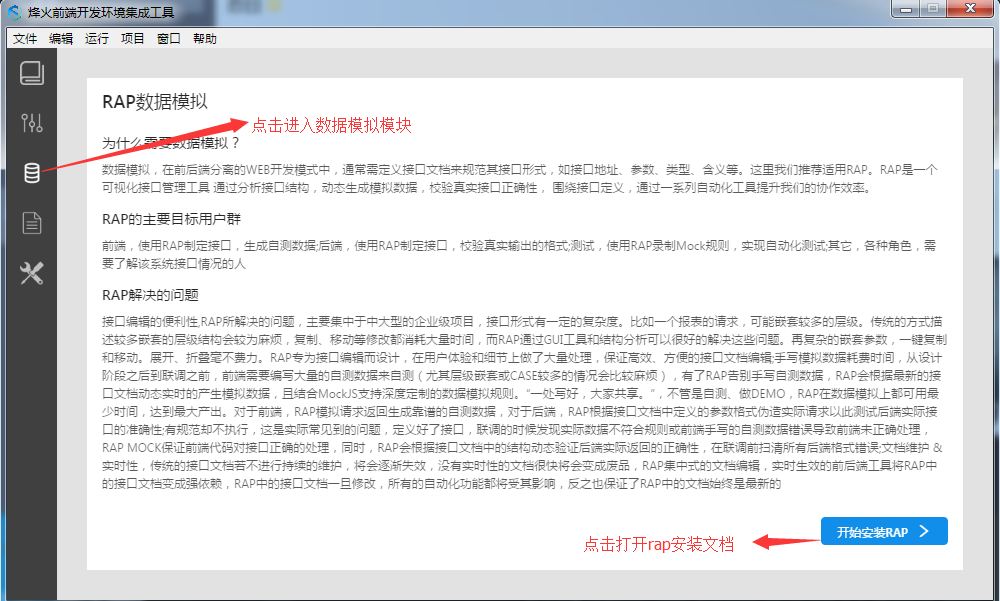 烽火前端开发环境集成工具
文件 编辑 运行 项目 窗口 帮助
RAP数据模拟
点击进入数据模拟模块
为什么需要数据模拟？
数据模拟，在前后端分离的WEB开发模式中，通常需定义接口文档来规范其接口形式，如接口地址、参数、类型、含义等。这里我们推荐适用RAP。RAP是一个
可视化接口管理工具 通过分析接口结构，动态生成模拟数据，校验真实接口正确性， 围绕接口定义，通过一系列自动化工具提升我们的协作效率。
RAP的主要目标用户群
前端，使用RAP制定接口，生成自测数据;后端，使用RAP制定接口，校验真实输出的格式;测试，使用RAP录制Mock规则，实现自动化测试;其它，各种角色，需
要了解该系统接口情况的人
RAP解决的问题
接口编辑的便利性,RAP所解决的问题，主要集中于中大型的企业级项目，接口形式有一定的复杂度。比如一个报表的请求，可能嵌套较多的层级。传统的方式描
述较多嵌套的层级结构会较为麻烦，复制、移动等修改都消耗大量时间，而RAP通过GUI工具和结构分析可以很好的解决这些问题。再复杂的嵌套参数，一键复制
和移动。展开、折叠毫不费力。RAP专为接口编辑而设计，在用户体验和细节上做了大量处理，保证高效、方便的接口文档编辑;手写模拟数据耗费时间，从设计
阶段之后到联调之前，前端需要编写大量的自测数据来自测（尤其层级嵌套或CASE较多的情况会比较麻烦），有了RAP告别手写自测数据，RAP会根据最新的接
口文档动态实时的产生模拟数据，且结合MockJS支持深度定制的数据模拟规则。“一处写好，大家共享。”，不管是自测、做DEMO，RAP在数据模拟上都可用最
少时间，达到最大产出。对于前端，RAP模拟请求返回生成靠谱的自测数据，对于后端，RAP根据接口文档中定义的参数格式伪造实际请求以此测试后端实际接
口的准确性;有规范却不执行，这是实际常见到的问题，定义好了接口，联调的时候发现实际数据不符合规则或前端手写的自测数据错误导致前端未正确处理，
RAP MOCK保证前端代码对接口正确的处理，同时，RAP会根据接口文档中的结构动态验证后端实际返回的正确性，在联调前扫清所有后端格式错误;文档维护 &
实时性，传统的接口文档若不进行持续的维护，将会逐渐失效，没有实时性的文档很快将会变成废品，RAP集中式的文档编辑，实时生效的前后端工具将RAP中
的接口文档变成强依赖，RAP中的接口文档一旦修改，所有的自动化功能都将受其影响，反之也保证了RAP中的文档始终是最新的
开始安装RAP
点击打开rap安装文档